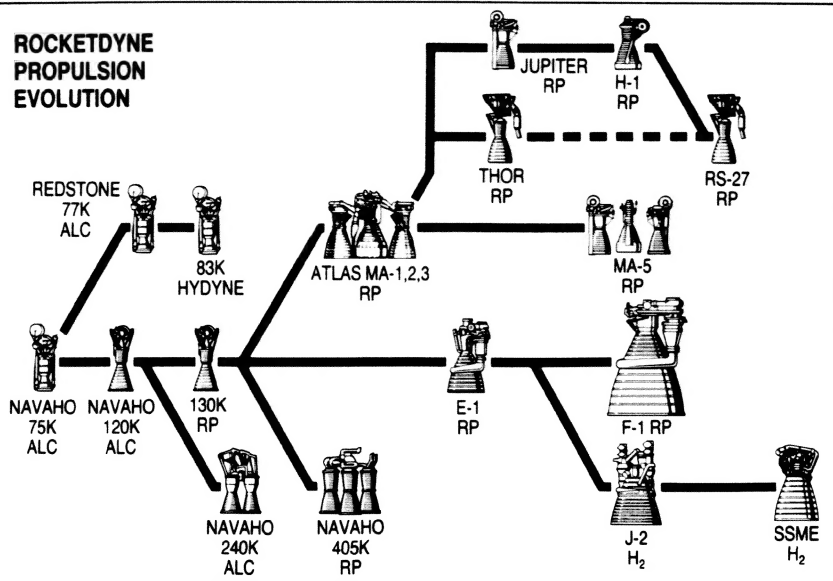 ROCKETDYNE
PROPULSION
EVOLUTION
JUPITER
RP
H-1
RP
THOR
RP
RS-27
RP
REDSTONE
77K
ALC
83K
HYDYNE
ATLAS MA-1,2,3
RP
MA-5
RP
NAVAHO
75K
ALC
NAVAHO
120K
ALC
130K
RP
E-1
RP
F-1 RP
NAVAHO
240K
ALC
NAVAHO
405K
RP
J-2
H₂
SSME
H₂